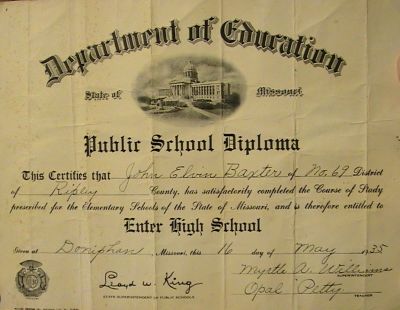 Department of Education
State of Missouri
Public School Diploma
This Certifies that John Elvin Baxter of No. 69 District
of Ripley County, has satisfactorily completed the Course of Study
prescribed for the Elementary Schools of the State of Missouri, and is therefore entitled to
Enter High School
Given at Doniphan, Missouri, this 16 day of May 1935
Myrtle A. Williams
SUPERINTENDENT
Lloyd W. King
STATE SUPERINTENDENT OF PUBLIC SCHOOLS
Opal Petty
TEACHER